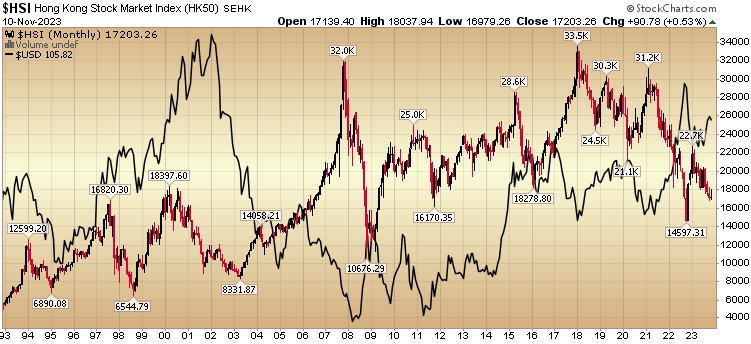 $HSI Hong Kong Stock Market Index (HK50) SEHK
© StockCharts.com
10-Nov-2023
Open 17139.40 High 18037.94 Low 16979.26 Close 17203.26 Chg +90.78 (+0.53%)
$HSI (Monthly) 17203.26
Volume undef
$USD 105.82
33.5K
32.0K
31.2K
30.3K
28.6K
25.0K
24.5K
22.7K
21.1K
18397.60
16820.30
18278.80
14058.21
16170.35
12599.20
14597.31
10676.29
6890.08
6544.79
8331.87
34000
32000
30000
28000
26000
24000
22000
20000
18000
16000
14000
12000
10000
8000
6000
4000
93 94 95 96 97 98 99 00 01 02 03 04 05 06 07 08 09 10 11 12 13 14 15 16 17 18 19 20 21 22 23